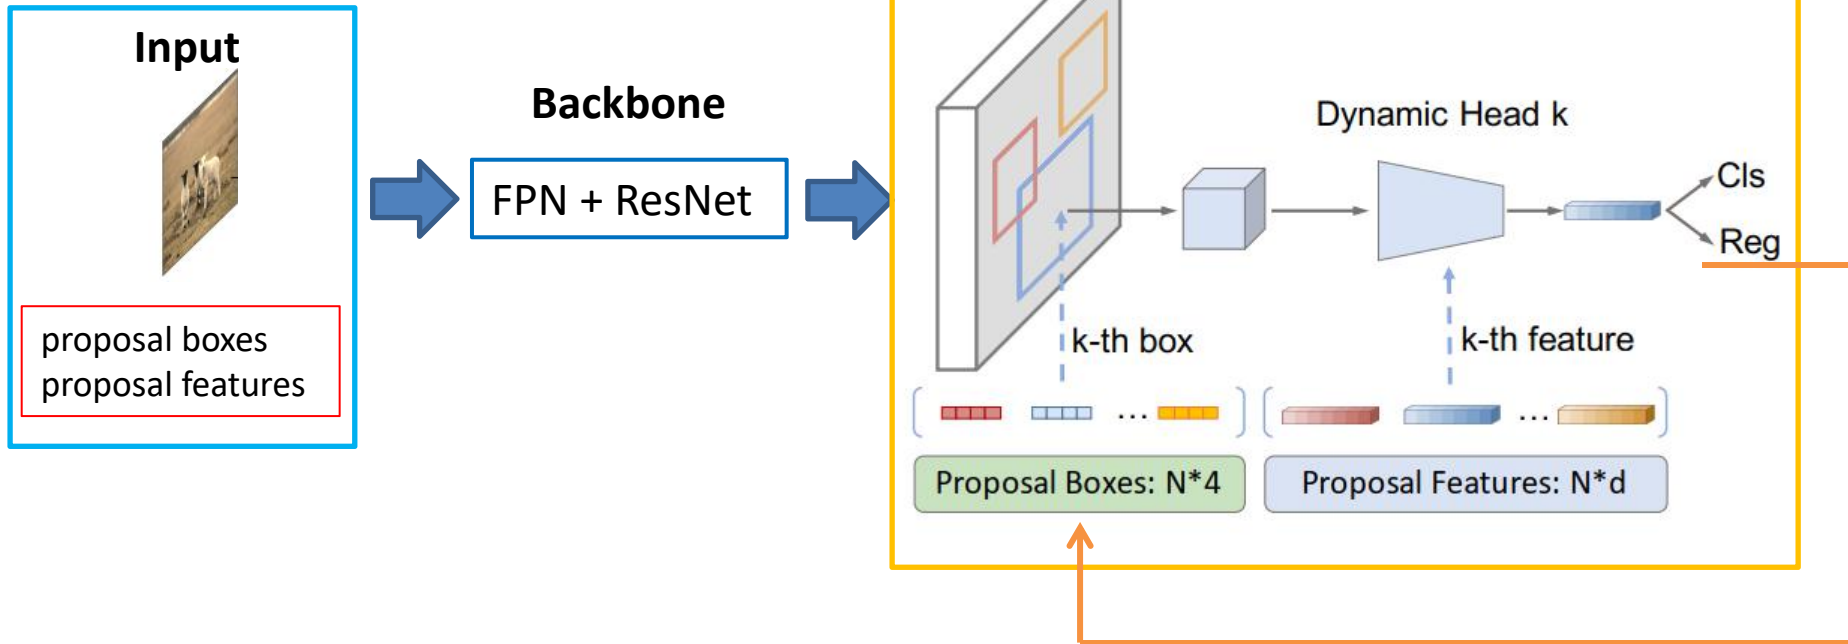 Input
proposal boxes
proposal features
Backbone
FPN + ResNet
Dynamic Head k
Cls
Reg
k-th box
k-th feature
...
...
Proposal Boxes: N*4
Proposal Features: N*d